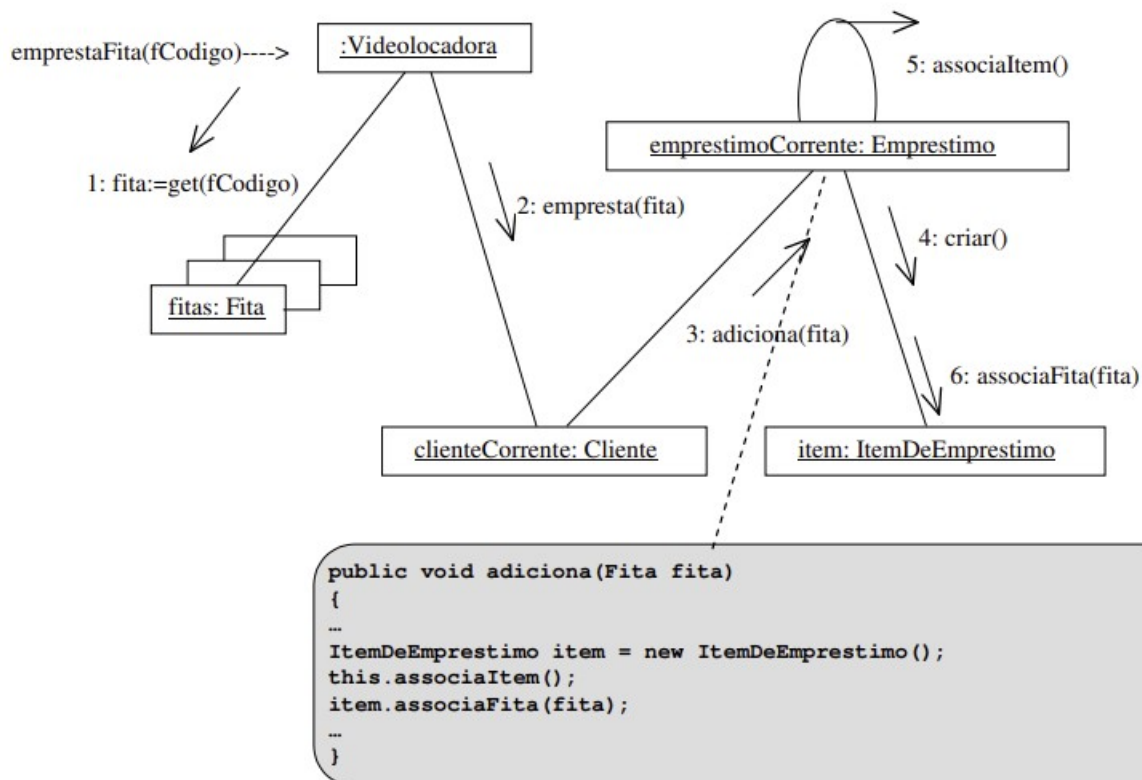 emprestaFita(fCodigo)---->
:Videolocadora
5: associaItem()
emprestimoCorrente: Emprestimo
1: fita:=get(fCodigo)
2: empresta(fita)
4: criar()
fitas: Fita
3: adiciona(fita)
6: associaFita(fita)
clienteCorrente: Cliente
item: ItemDeEmprestimo
public void adiciona(Fita fita)
{
…
ItemDeEmprestimo item = new ItemDeEmprestimo();
this.associaItem();
item.associaFita(fita);
…
}